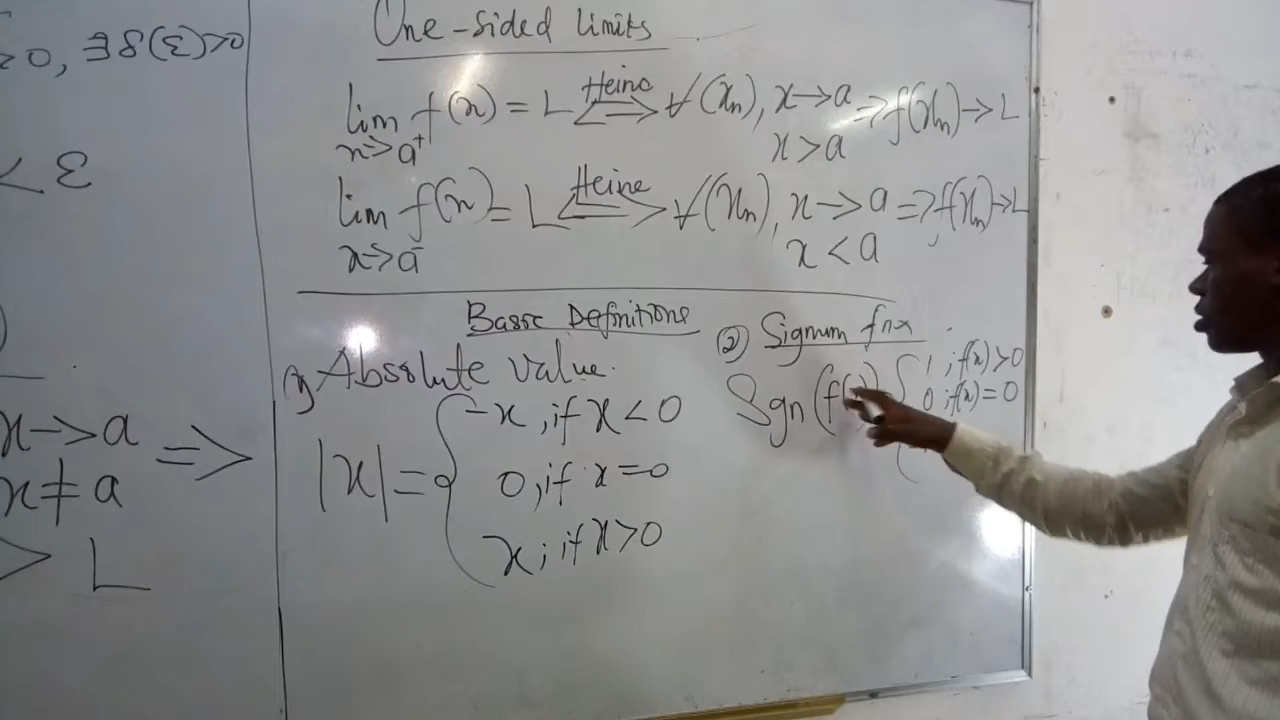 >0, ∃δ(ε)>0
< ε
x→a ⇒
x≠a
> L
One-sided limits
lim f(x) = L ⇔ Heine ∀(xn), x→a ⇒ f(xn)→L
x→a⁺ x>a
lim f(x) = L ⇔ Heine ∀(xn), x→a ⇒ f(xn)→L
x→a⁻ x<a
Basic Definitions
1) Absolute value.
|x| = { -x, if x<0
0, if x=0
x, if x>0
② Signum fnx
Sgn(f( ) { 1, f(x)>0
0, if f(x)=0